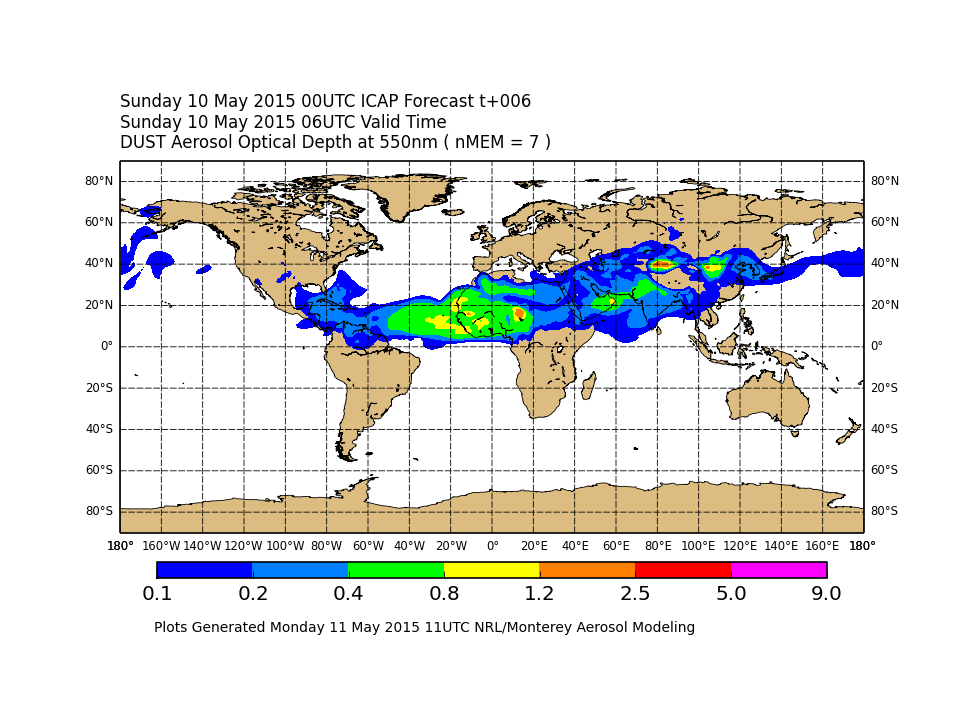 Sunday 10 May 2015 00UTC ICAP Forecast t+006
Sunday 10 May 2015 06UTC Valid Time
DUST Aerosol Optical Depth at 550nm ( nMEM = 7 )
80°N 80°N
60°N 60°N
40°N 40°N
20°N 20°N
0° 0°
20°S 20°S
40°S 40°S
60°S 60°S
80°S 80°S
180° 160°W 140°W 120°W 100°W 80°W 60°W 40°W 20°W 0° 20°E 40°E 60°E 80°E 100°E 120°E 140°E 160°E 180°
0.1 0.2 0.4 0.8 1.2 2.5 5.0 9.0
Plots Generated Monday 11 May 2015 11UTC NRL/Monterey Aerosol Modeling